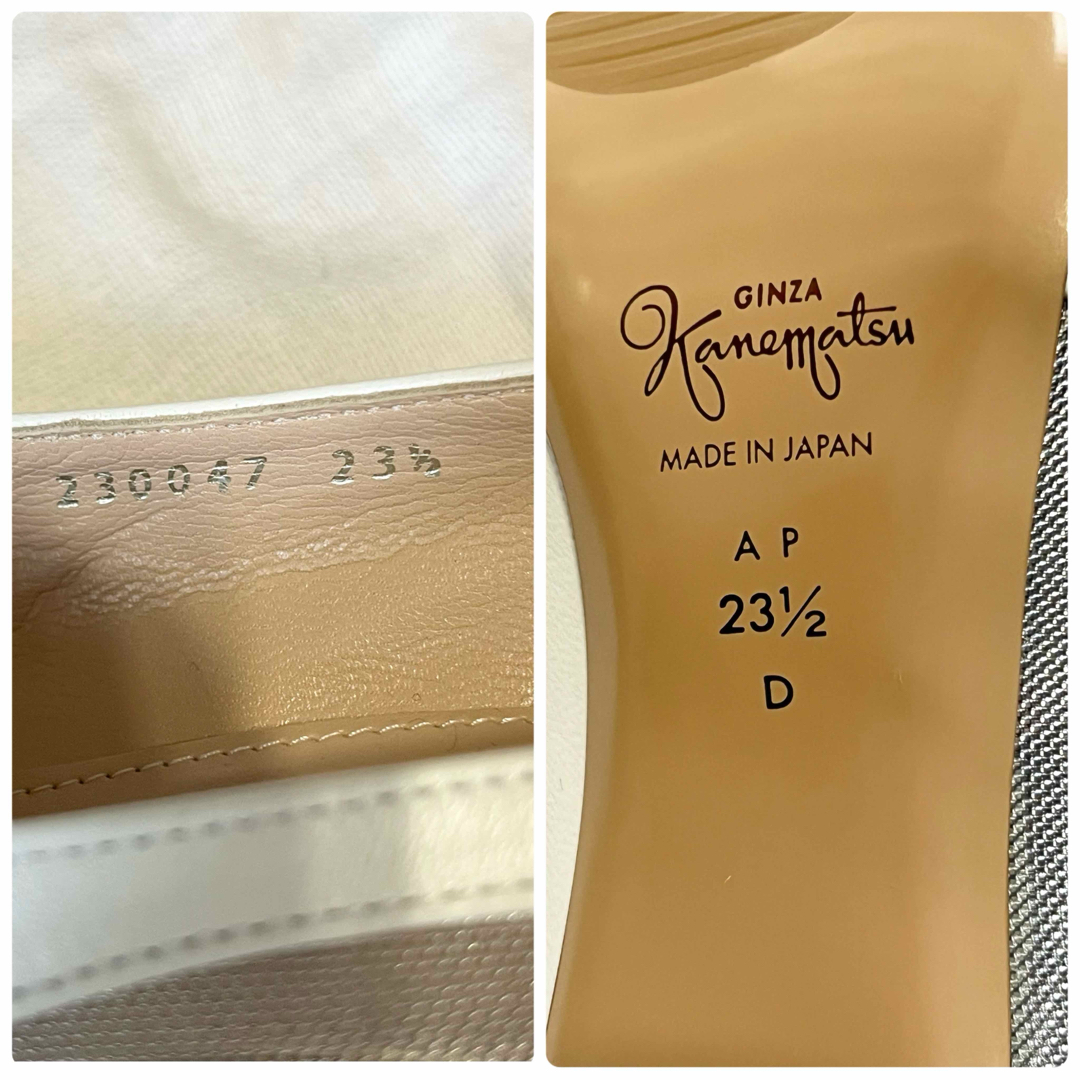 230047 23½
GINZA
Kanematsu
MADE IN JAPAN
A P
23½
D